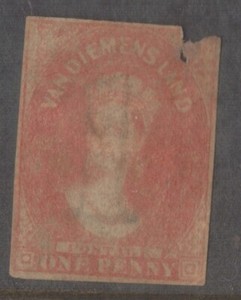 VAN DIEMENS LAND
POSTAGE
ONE PENNY